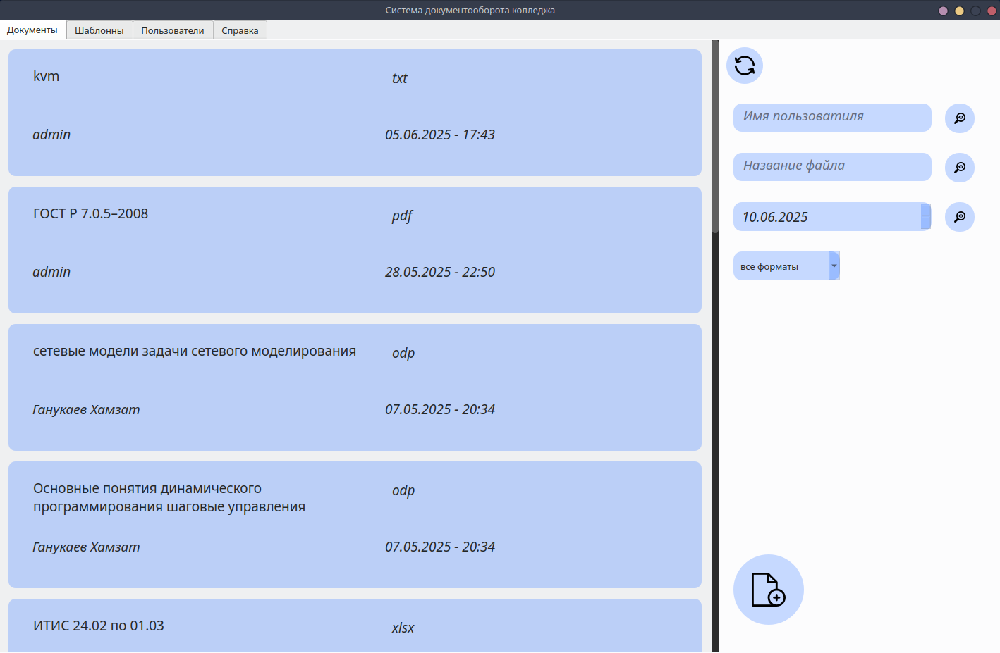 Система документооборота колледжа
Документы
Шаблонны
Пользователи
Справка
kvm
txt
admin
05.06.2025 - 17:43
ГОСТ Р 7.0.5–2008
pdf
admin
28.05.2025 - 22:50
сетевые модели задачи сетевого моделирования
odp
Ганукаев Хамзат
07.05.2025 - 20:34
Основные понятия динамического
программирования шаговые управления
odp
Ганукаев Хамзат
07.05.2025 - 20:34
ИТИС 24.02 по 01.03
xlsx
Имя пользоватиля
Название файла
10.06.2025
все форматы